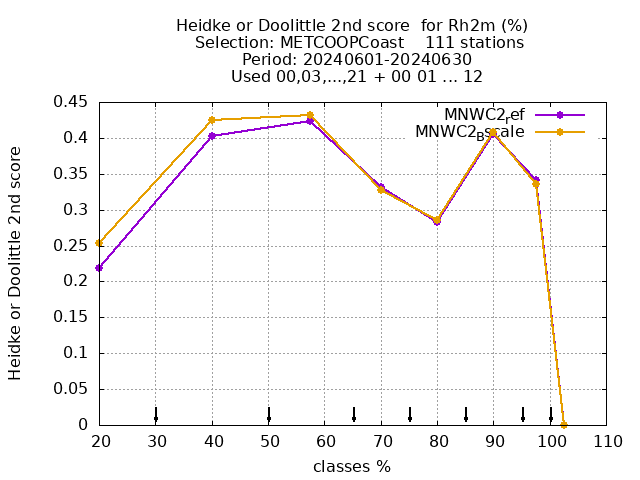 Heidke or Doolittle 2nd score  for Rh2m (%)
Selection: METCOOPCoast    111 stations
Period: 20240601-20240630
Used 00,03,...,21 + 00 01 ... 12
MNWC2ref
MNWC2Bscale
Heidke or Doolittle 2nd score
0.45
0.4
0.35
0.3
0.25
0.2
0.15
0.1
0.05
0
20 30 40 50 60 70 80 90 100 110
classes %